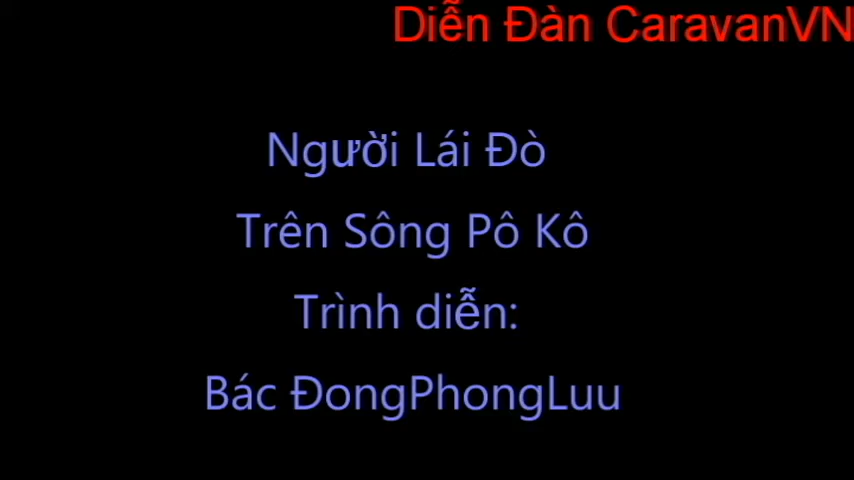 Diễn Đàn CaravanVN
Người Lái Đò
Trên Sông Pô Kô
Trình diễn:
Bác ĐongPhongLuu